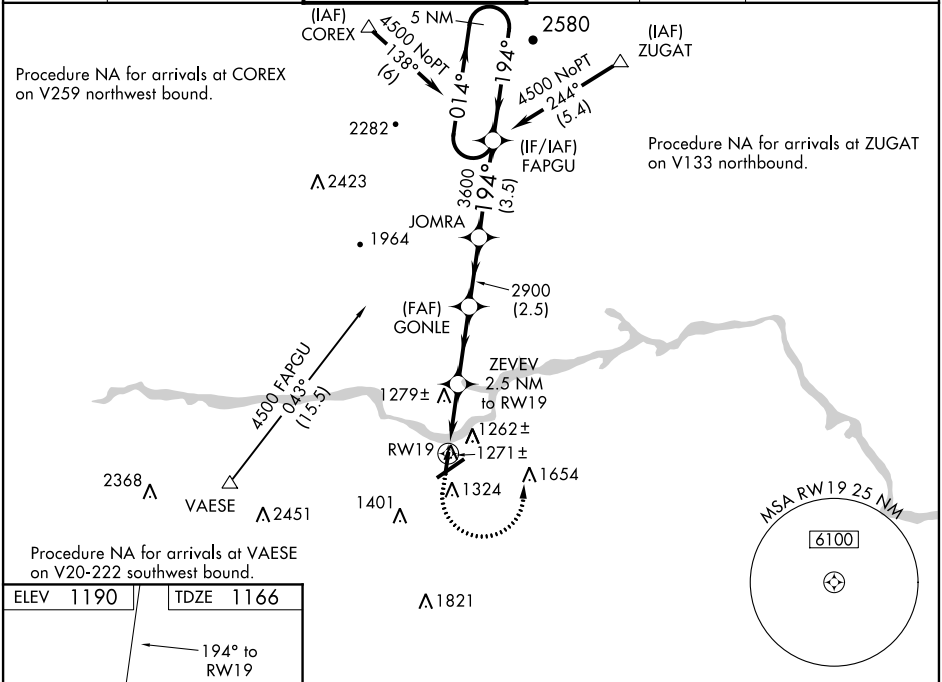 (IAF)
COREX
4500 NoPT
138°
(6)
5 NM
014°
194°
2580
(IAF)
ZUGAT
4500 NoPT
244°
(5.4)
Procedure NA for arrivals at COREX
on V259 northwest bound.
2282
(IF/IAF)
FAPGU
Procedure NA for arrivals at ZUGAT
on V133 northbound.
2423
3600
194°
(3.5)
JOMRA
1964
2900
(2.5)
(FAF)
GONLE
4500 FAPGU
043°
(15.5)
ZEVEV
2.5 NM
to RW19
1279±
1262±
RW19
1271±
1654
2368
VAESE
2451
1401
1324
MSA RW19 25 NM
6100
Procedure NA for arrivals at VAESE
on V20-222 southwest bound.
ELEV 1190
TDZE 1166
1821
194° to
RW19